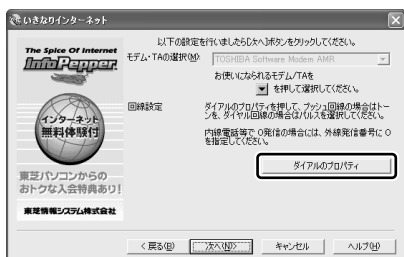 いきなりインターネット
The Spice Of Internet
InfoPepper
インターネット
無料体験付
東芝パソコンからの
おトクな入会特典あり!
東芝情報システム株式会社
以下の設定を行いましたら[次へ]ボタンをクリックしてください。
モデム・TAの選択(M)
TOSHIBA Software Modem AMR
お使いになられるモデム/TAを
▼ を押して選択してください。
回線設定
ダイアルのプロパティを押して、プッシュ回線の場合はトー
ンを、ダイヤル回線の場合はパルスを選択してください。
内線電話等で 0発信の場合には、外線発信番号に 0
を指定してください。
ダイアルのプロパティ
< 戻る(B)
次へ(N)>
キャンセル
ヘルプ(H)